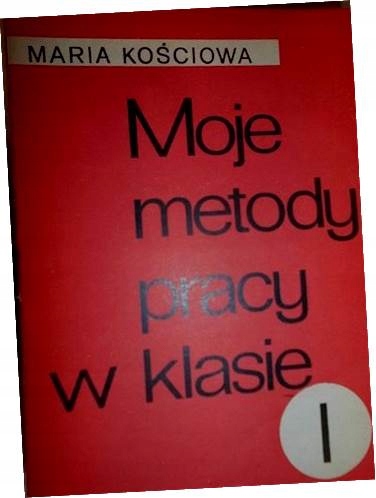 MARIA KOŚCIOWA
Moje
metody
pracy
w klasie
I